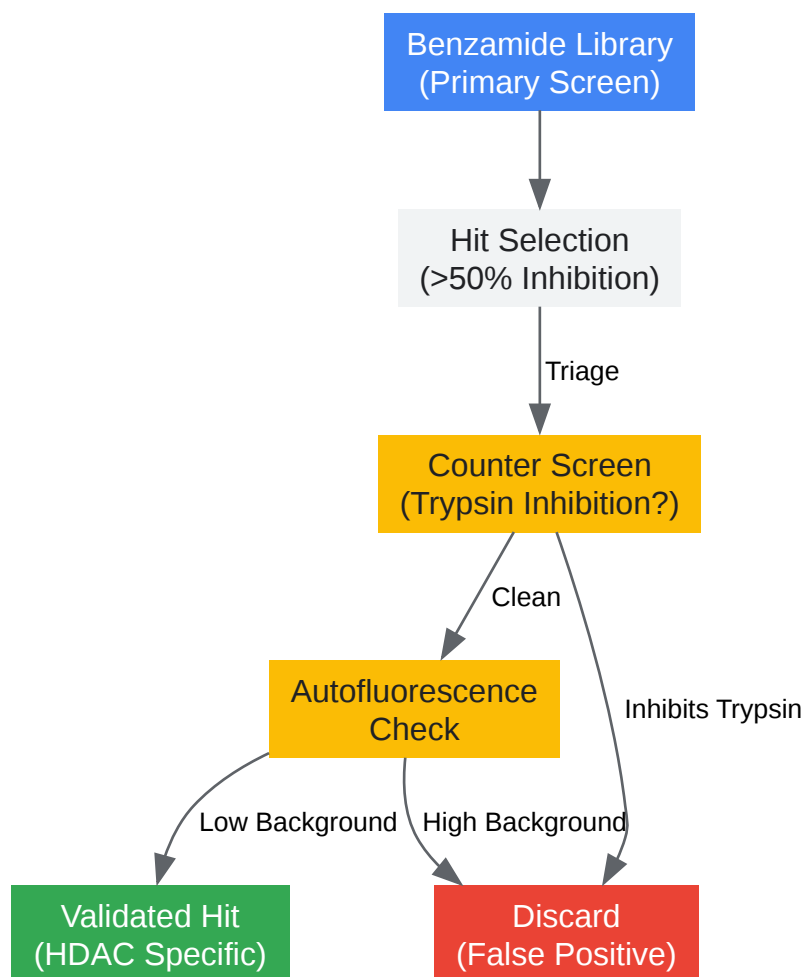 Benzamide Library
(Primary Screen)
Hit Selection
(>50% Inhibition)
Triage
Counter Screen
(Trypsin Inhibition?)
Clean
Autofluorescence
Check
Inhibits Trypsin
Low Background
High Background
Validated Hit
(HDAC Specific)
Discard
(False Positive)